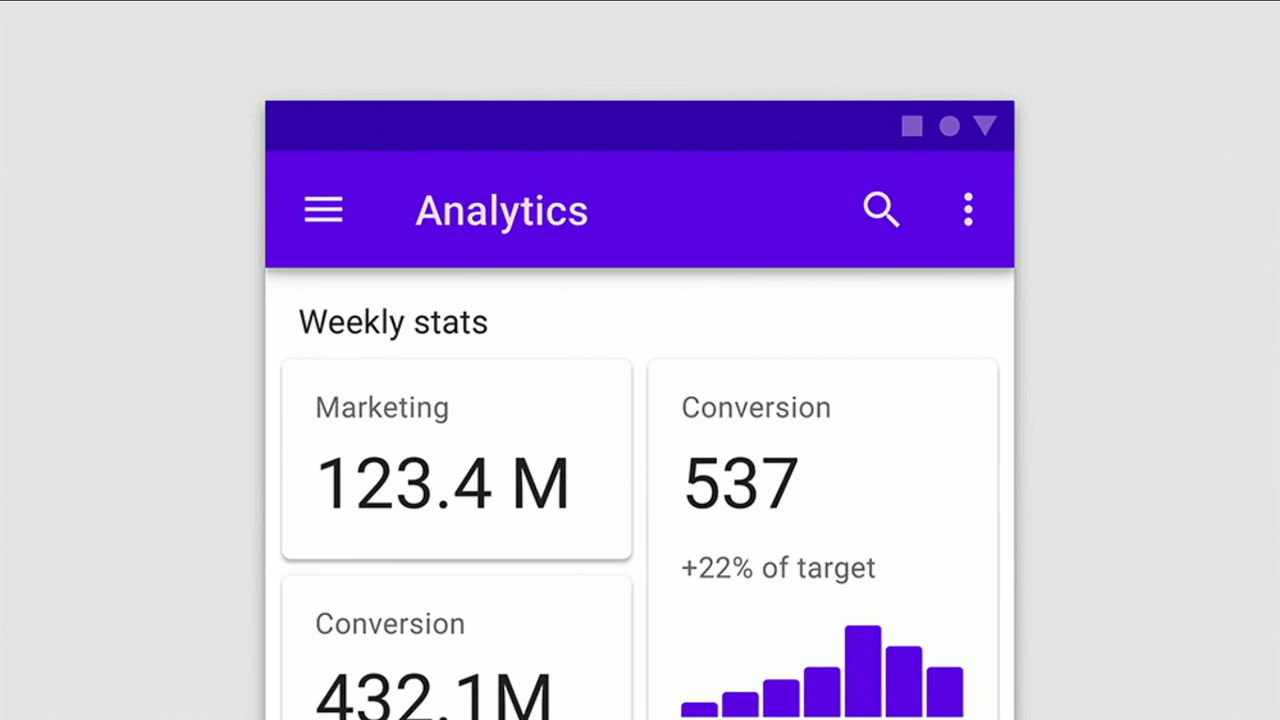 Analytics
Weekly stats
Marketing
123.4 M
Conversion
432.1M
Conversion
537
+22% of target